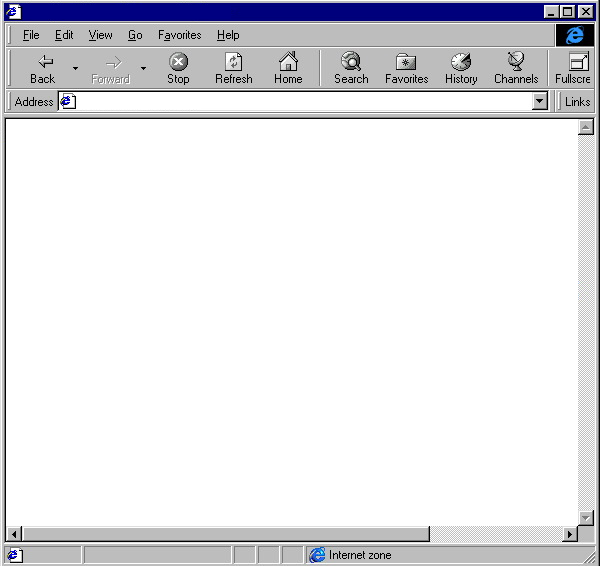 File Edit View Go Favorites Help
Back Forward Stop Refresh Home Search Favorites History Channels Fullscre
Address Links
Internet zone